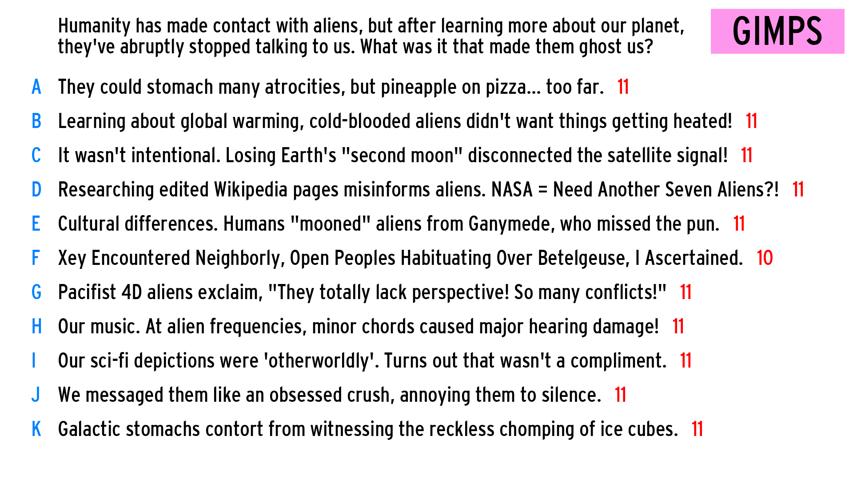 Humanity has made contact with aliens, but after learning more about our planet,
they've abruptly stopped talking to us. What was it that made them ghost us?
GIMPS
A They could stomach many atrocities, but pineapple on pizza... too far. 11
B Learning about global warming, cold-blooded aliens didn't want things getting heated! 11
C It wasn't intentional. Losing Earth's "second moon" disconnected the satellite signal! 11
D Researching edited Wikipedia pages misinforms aliens. NASA = Need Another Seven Aliens?! 11
E Cultural differences. Humans "mooned" aliens from Ganymede, who missed the pun. 11
F Xey Encountered Neighborly, Open Peoples Habituating Over Betelgeuse, I Ascertained. 10
G Pacifist 4D aliens exclaim, "They totally lack perspective! So many conflicts!" 11
H Our music. At alien frequencies, minor chords caused major hearing damage! 11
I Our sci-fi depictions were 'otherworldly'. Turns out that wasn't a compliment. 11
J We messaged them like an obsessed crush, annoying them to silence. 11
K Galactic stomachs contort from witnessing the reckless chomping of ice cubes. 11